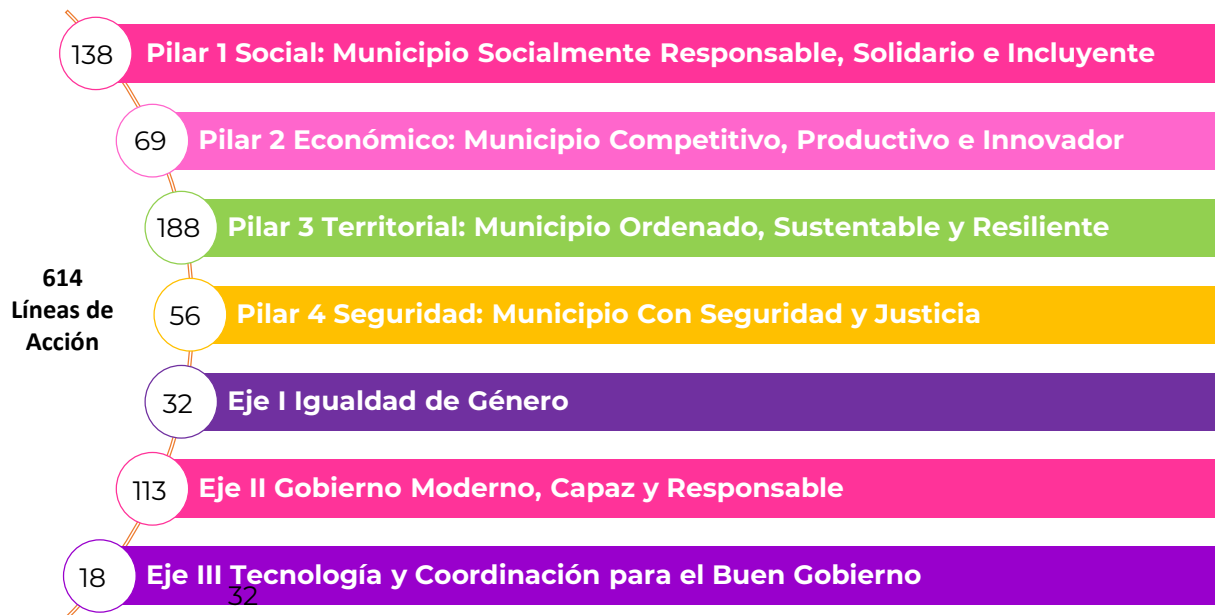 138
Pilar 1 Social: Municipio Socialmente Responsable, Solidario e Incluyente
69
Pilar 2 Económico: Municipio Competitivo, Productivo e Innovador
188
Pilar 3 Territorial: Municipio Ordenado, Sustentable y Resiliente
614
Líneas de
Acción
56
Pilar 4 Seguridad: Municipio Con Seguridad y Justicia
32
Eje I Igualdad de Género
113
Eje II Gobierno Moderno, Capaz y Responsable
18
Eje III Tecnología y Coordinación para el Buen Gobierno
32